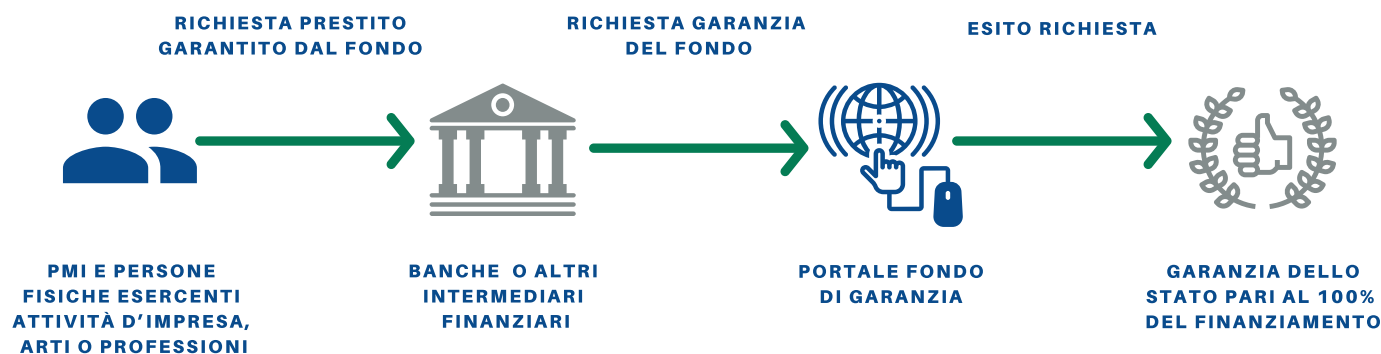 RICHIESTA PRESTITO
GARANTITO DAL FONDO
RICHIESTA GARANZIA
DEL FONDO
ESITO RICHIESTA
PMI E PERSONE
FISICHE ESERCENTI
ATTIVITÀ D'IMPRESA,
ARTI O PROFESSIONI
BANCHE O ALTRI
INTERMEDIARI
FINANZIARI
PORTALE FONDO
DI GARANZIA
GARANZIA DELLO
STATO PARI AL 100%
DEL FINANZIAMENTO